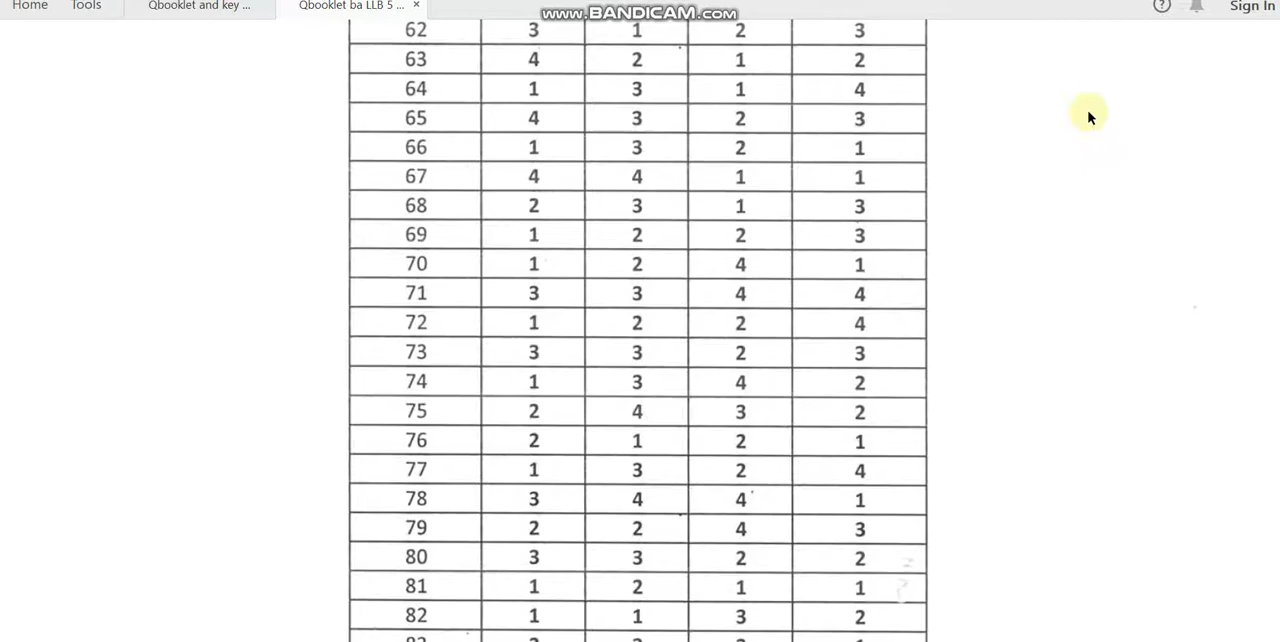 Home Tools Qbooklet and key ... Qbooklet ba LLB 5 ... × www.BANDICAM.com ? Sign In
62 3 1 2 3
63 4 2 1 2
64 1 3 1 4
65 4 3 2 3
66 1 3 2 1
67 4 4 1 1
68 2 3 1 3
69 1 2 2 3
70 1 2 4 1
71 3 3 4 4
72 1 2 2 4
73 3 3 2 3
74 1 3 4 2
75 2 4 3 2
76 2 1 2 1
77 1 3 2 4
78 3 4 4 1
79 2 2 4 3
80 3 3 2 2
81 1 2 1 1
82 1 1 3 2